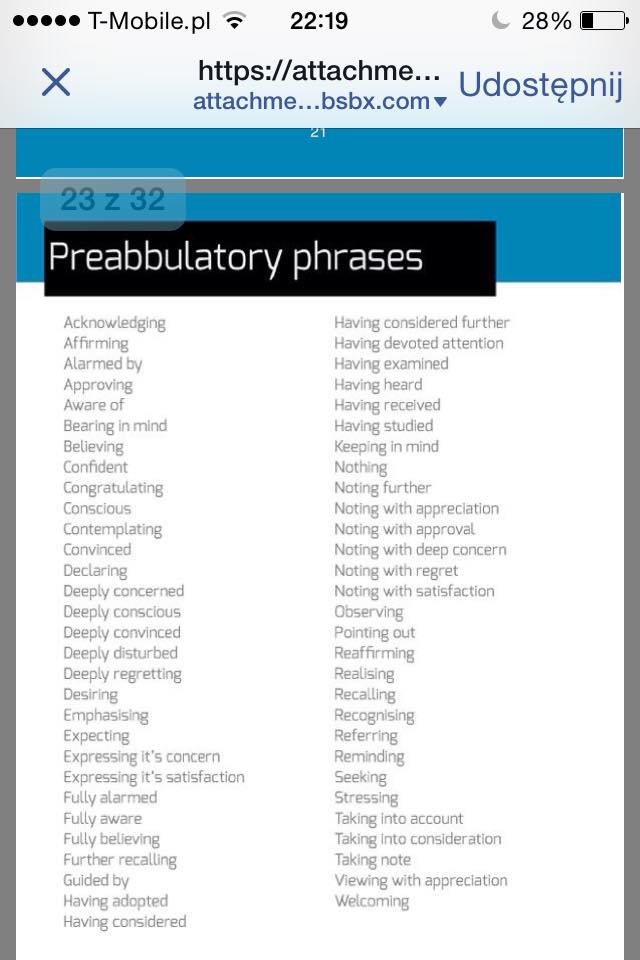 T-Mobile.pl 22:19 28%
https://attachme...
attachme...bsbx.com
Udostępnij
21
23 z 32
Preabbulatory phrases
Acknowledging
Affirming
Alarmed by
Approving
Aware of
Bearing in mind
Believing
Confident
Congratulating
Conscious
Contemplating
Convinced
Declaring
Deeply concerned
Deeply conscious
Deeply convinced
Deeply disturbed
Deeply regretting
Desiring
Emphasising
Expecting
Expressing it's concern
Expressing it's satisfaction
Fully alarmed
Fully aware
Fully believing
Further recalling
Guided by
Having adopted
Having considered
Having considered further
Having devoted attention
Having examined
Having heard
Having received
Having studied
Keeping in mind
Nothing
Noting further
Noting with appreciation
Noting with approval
Noting with deep concern
Noting with regret
Noting with satisfaction
Observing
Pointing out
Reaffirming
Realising
Recalling
Recognising
Referring
Reminding
Seeking
Stressing
Taking into account
Taking into consideration
Taking note
Viewing with appreciation
Welcoming